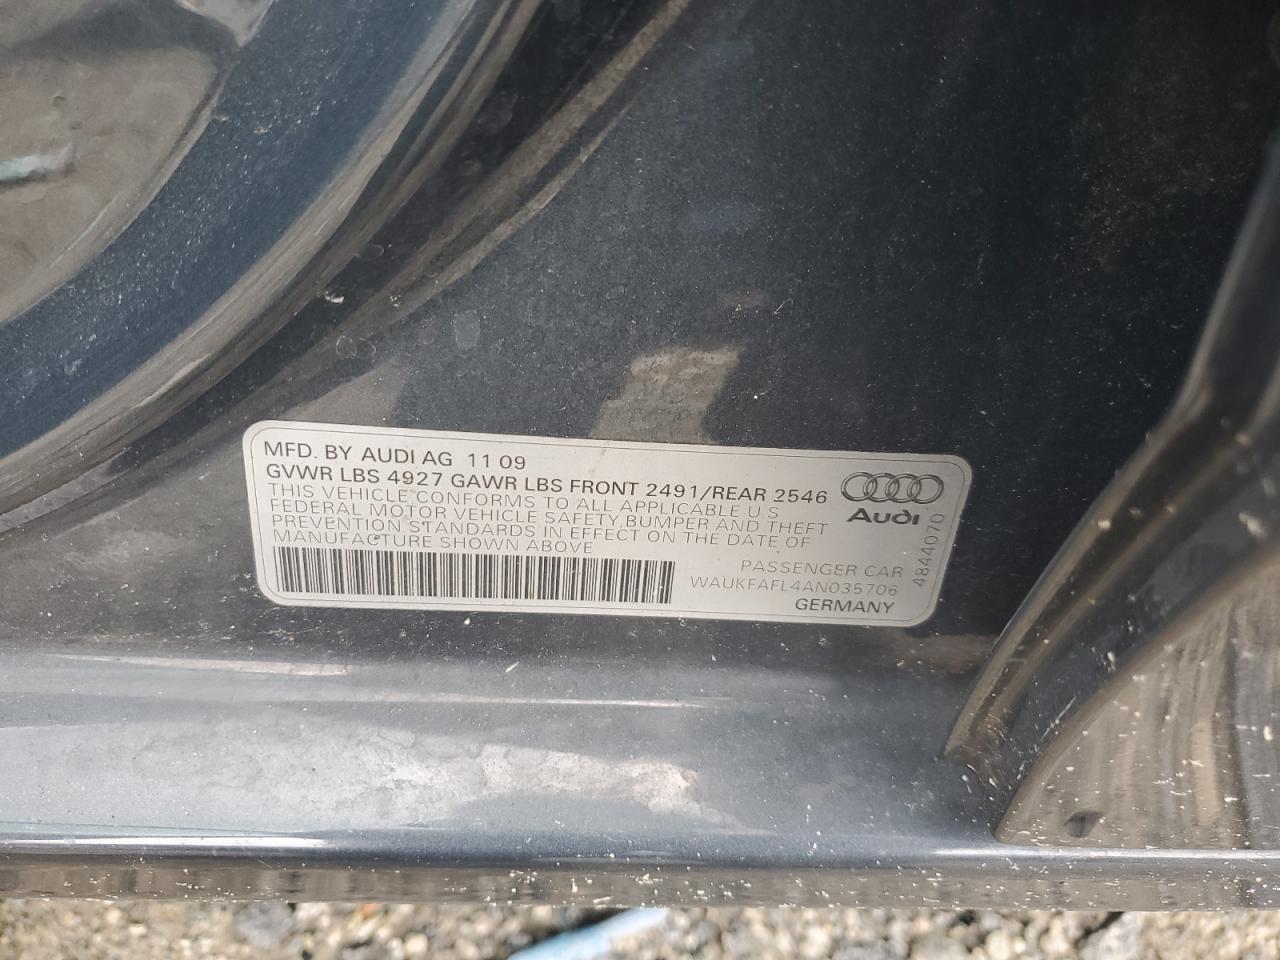 MFD. BY AUDI AG 11 09
GVWR LBS 4927 GAWR LBS FRONT 2491/REAR 2546
THIS VEHICLE CONFORMS TO ALL APPLICABLE U S
FEDERAL MOTOR VEHICLE SAFETY, BUMPER AND THEFT
PREVENTION STANDARDS IN EFFECT ON THE DATE OF
MANUFACTURE SHOWN ABOVE
PASSENGER CAR
WAUKFAFL4AN035706
GERMANY
Audi
4844070